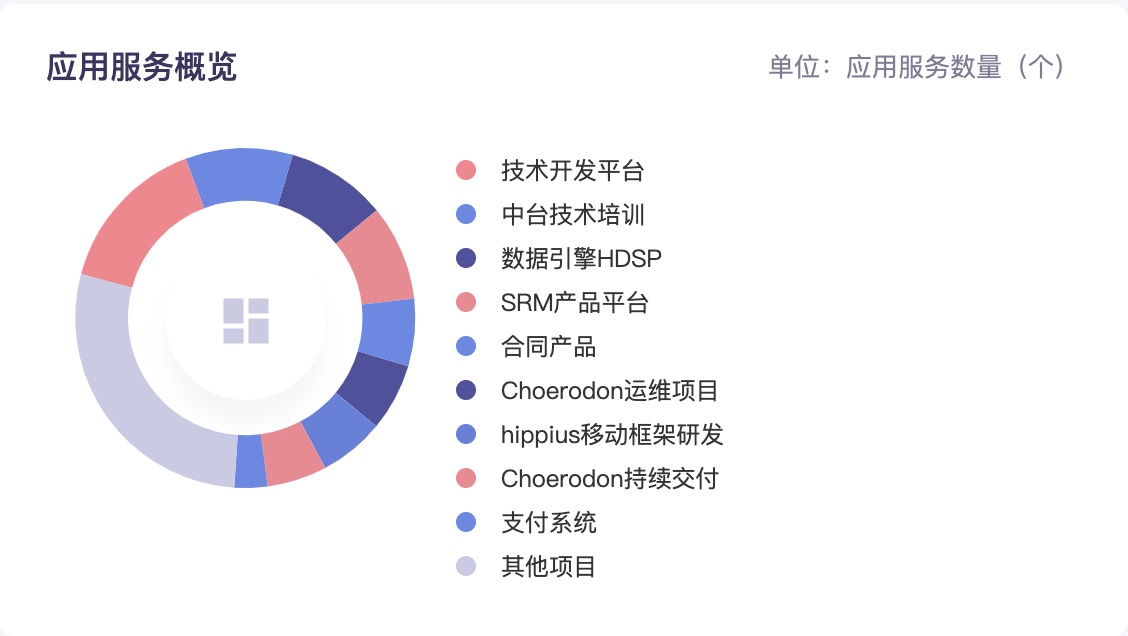 应用服务概览
单位：应用服务数量（个）
技术开发平台
中台技术培训
数据引擎HDSP
SRM产品平台
合同产品
Choerodon运维项目
hippius移动框架研发
Choerodon持续交付
支付系统
其他项目